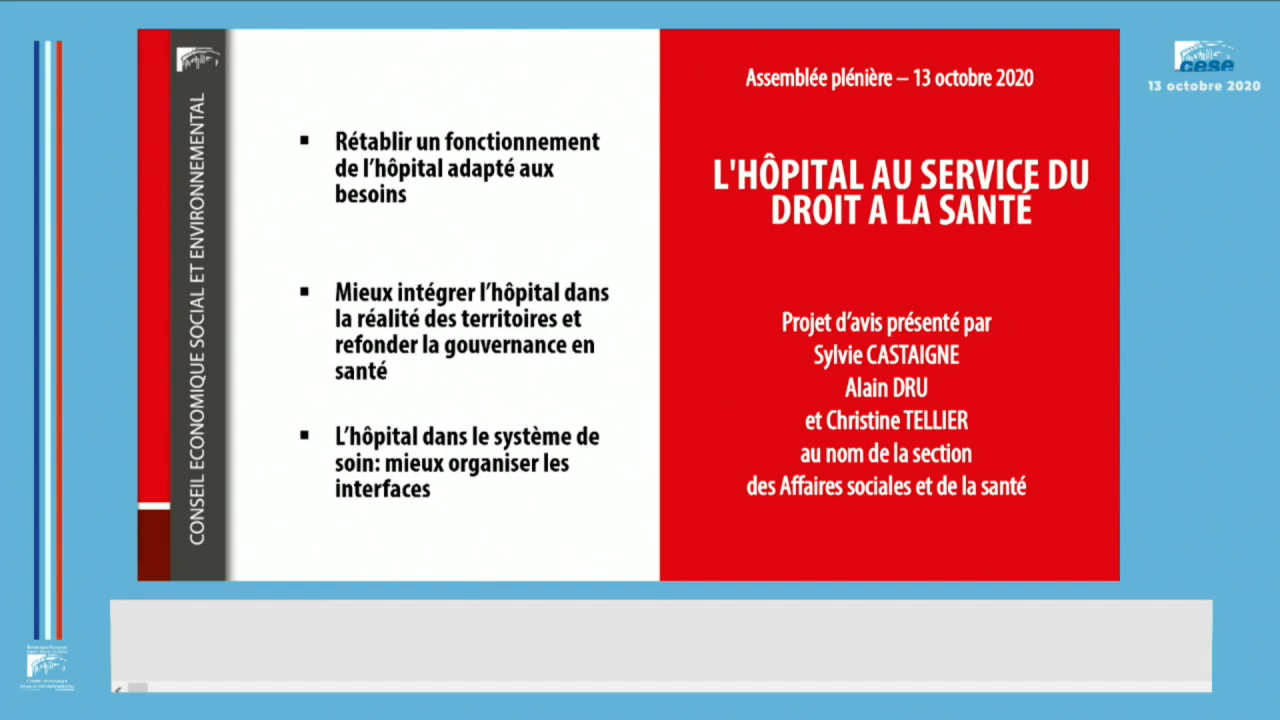 CONSEIL ECONOMIQUE SOCIAL ET ENVIRONNEMENTAL
▪ Rétablir un fonctionnement
de l'hôpital adapté aux
besoins
▪ Mieux intégrer l'hôpital dans
la réalité des territoires et
refonder la gouvernance en
santé
▪ L'hôpital dans le système de
soin: mieux organiser les
interfaces
Assemblée plénière – 13 octobre 2020
L'HÔPITAL AU SERVICE DU
DROIT A LA SANTÉ
Projet d'avis présenté par
Sylvie CASTAIGNE
Alain DRU
et Christine TELLIER
au nom de la section
des Affaires sociales et de la santé
cese
13 octobre 2020